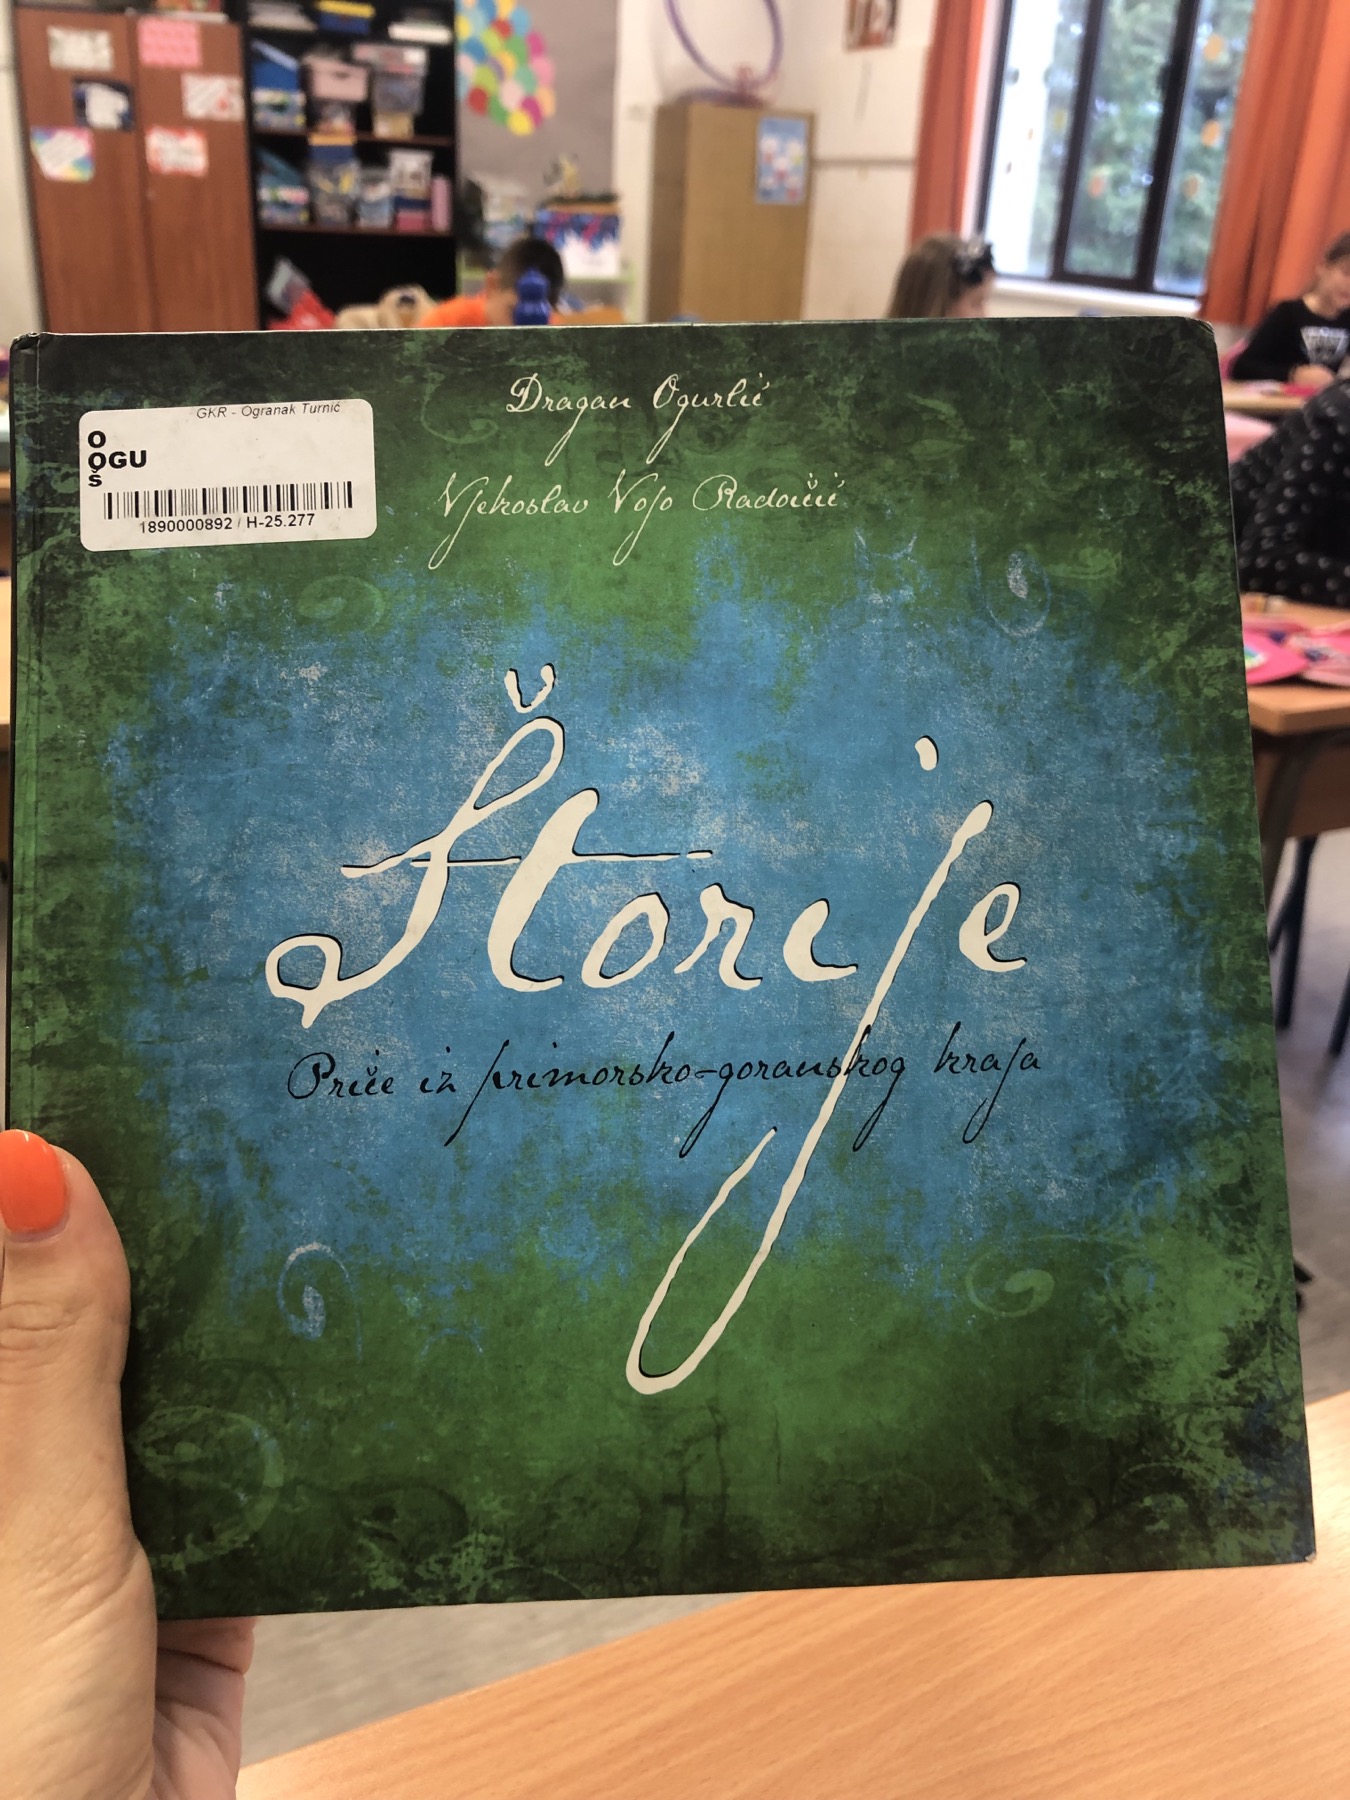 GKR - Ogranak Turnić
O
OGU
Š
1890000892 / H-25.277
Dragan Ogurlić
Vjekoslav Vojo Radoičić
Štorije
Priče iz primorsko-goranskog kraja